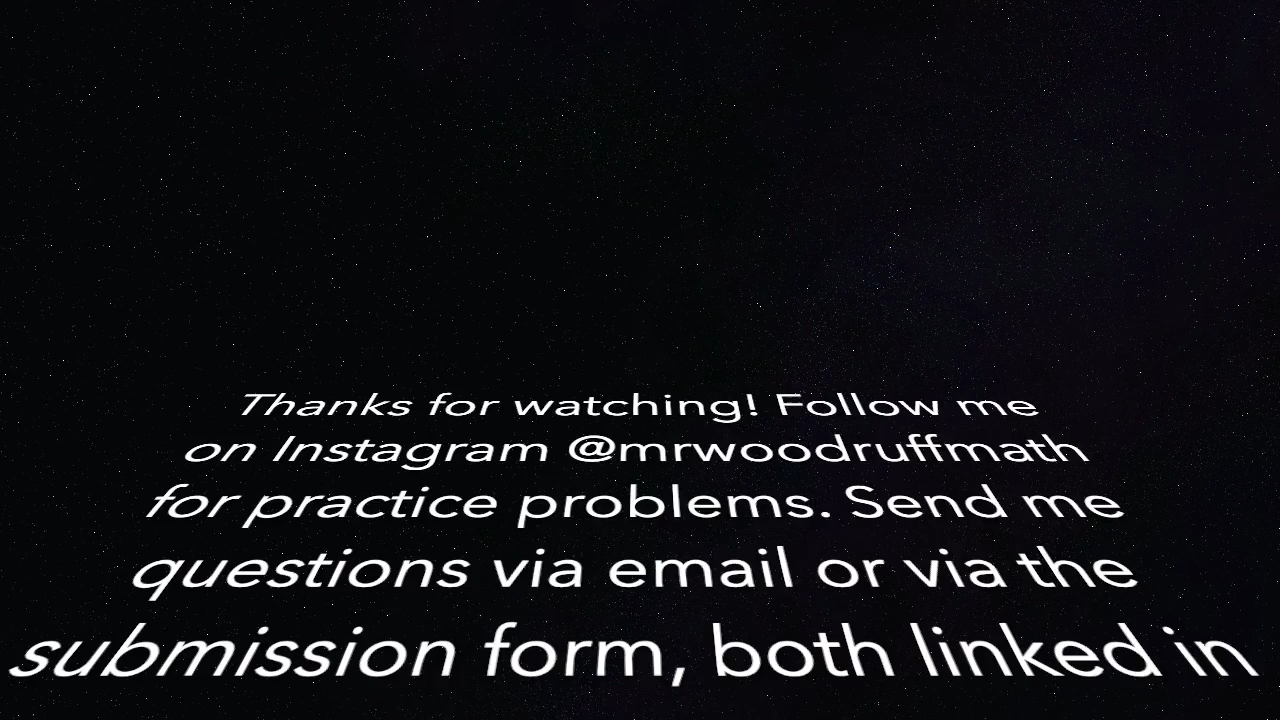 Thanks for watching! Follow me
on Instagram @mrwoodruffmath
for practice problems. Send me
questions via email or via the
submission form, both linked in